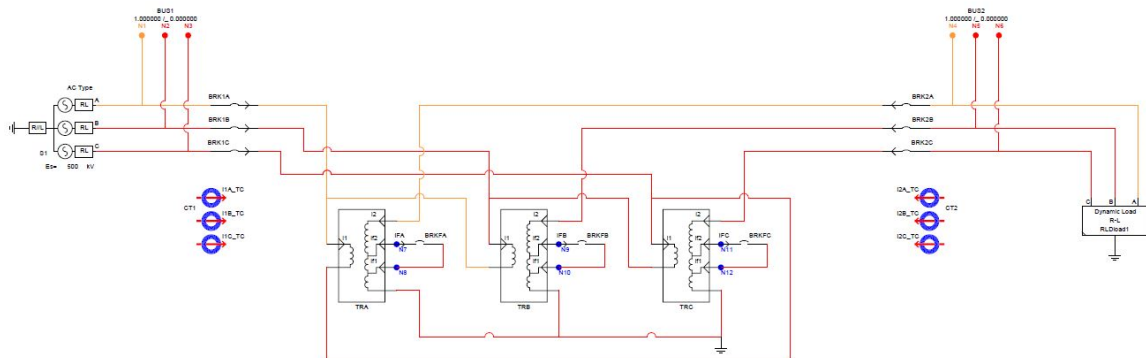 BUS1
1.000000 /_ 0.000000
N1 N2 N3
BUS2
1.000000 /_ 0.000000
N4 N5 N6
AC Type
RL A
BRK1A
BRK2A
R//L RL B
BRK1B
BRK2B
RL C
BRK1C
BRK2C
Es= 500 kV
I1A_TC
CT1 I1B_TC
I1C_TC
I2A_TC
I2B_TC CT2
I2C_TC
C B A
Dynamic Load
R-L
RLDload1
I1 I2 If2 If1
IFA BRKFA
N7
N8
TRA
I1 I2 If2 If1
IFB BRKFB
N9
N10
TRB
I1 I2 If2 If1
IFC BRKFC
N11
N12
TRC